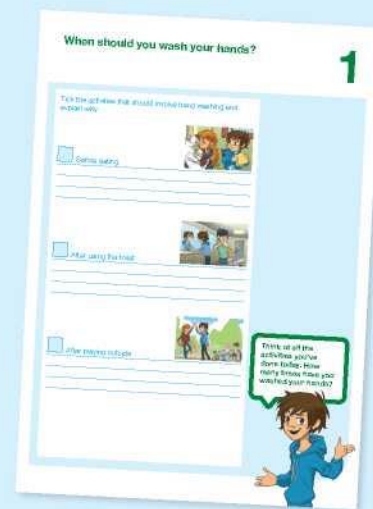 When should you wash your hands?
1
Tick the activities that should involve hand washing and
explain why.
Before eating
After using the toilet
After playing outside
Think of all the
activities you've
done today. How
many times have you
washed your hands?